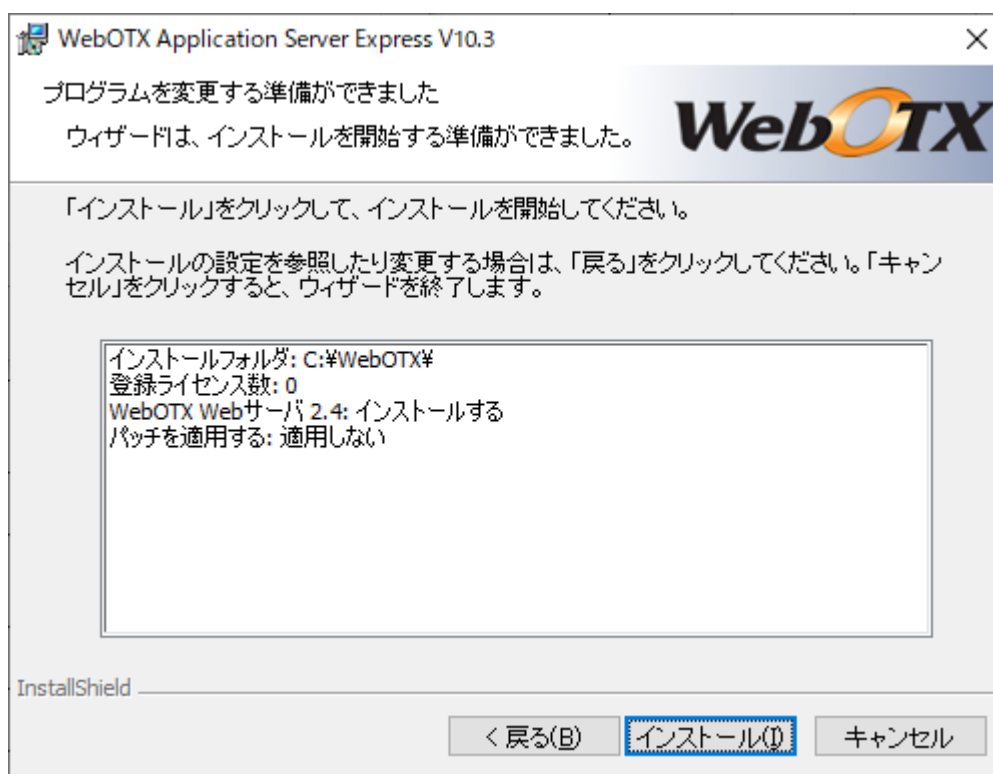 WebOTX Application Server Express V10.3
プログラムを変更する準備ができました
ウィザードは、インストールを開始する準備ができました。
WebOTX
「インストール」をクリックして、インストールを開始してください。
インストールの設定を参照したり変更する場合は、「戻る」をクリックしてください。「キャン
セル」をクリックすると、ウィザードを終了します。
インストールフォルダ: C:¥WebOTX¥
登録ライセンス数: 0
WebOTX Webサーバ 2.4: インストールする
パッチを適用する: 適用しない
InstallShield
< 戻る(B)
インストール(I)
キャンセル